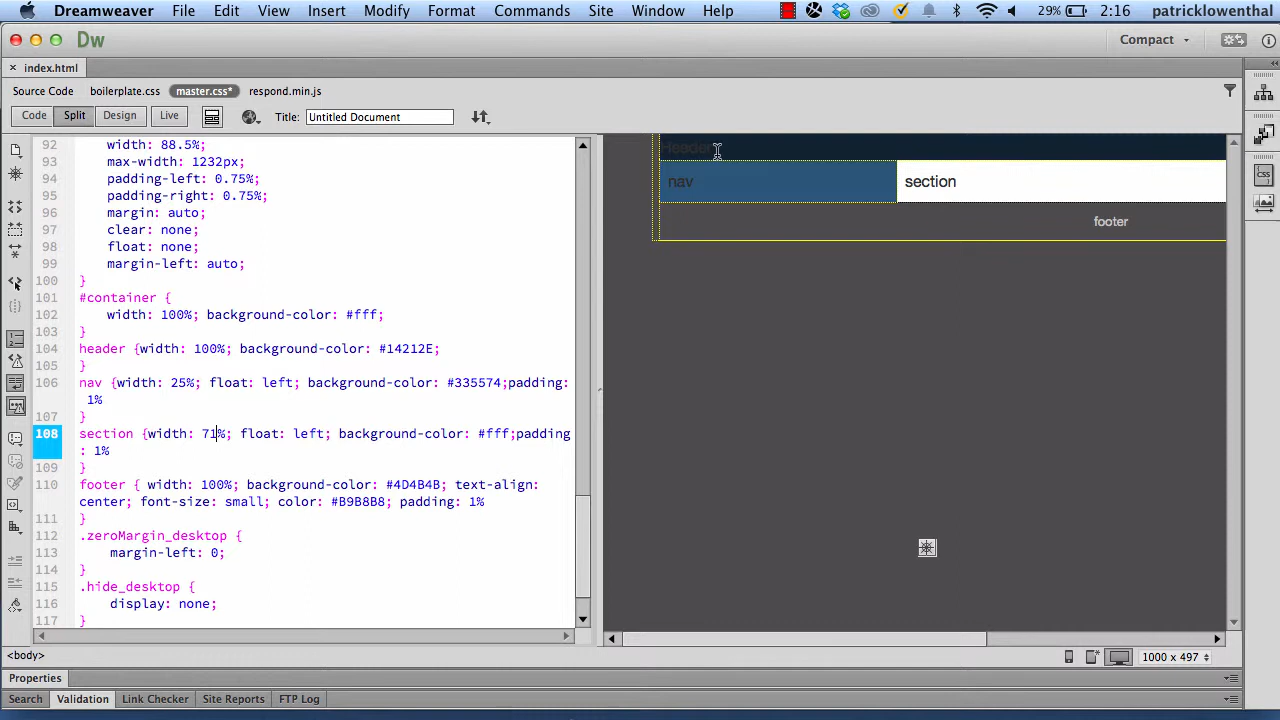 Dreamweaver File Edit View Insert Modify Format Commands Site Window Help 29% 2:16 patricklowenthal
Dw Compact
× index.html
Source Code boilerplate.css master.css* respond.min.js
Code Split Design Live Title: Untitled Document
92 width: 88.5%;
93 max-width: 1232px;
94 padding-left: 0.75%;
95 padding-right: 0.75%;
96 margin: auto;
97 clear: none;
98 float: none;
99 margin-left: auto;
100 }
101 #container {
102 width: 100%; background-color: #fff;
103 }
104 header {width: 100%; background-color: #14212E;
105 }
106 nav {width: 25%; float: left; background-color: #335574;padding:
1%
107 }
108 section {width: 71%; float: left; background-color: #fff;padding
: 1%
109 }
110 footer { width: 100%; background-color: #4D4B4B; text-align:
center; font-size: small; color: #B9B8B8; padding: 1%
111 }
112 .zeroMargin_desktop {
113 margin-left: 0;
114 }
115 .hide_desktop {
116 display: none;
117 }
Header
nav section
footer
<body> 1000 x 497
Properties
Search Validation Link Checker Site Reports FTP Log